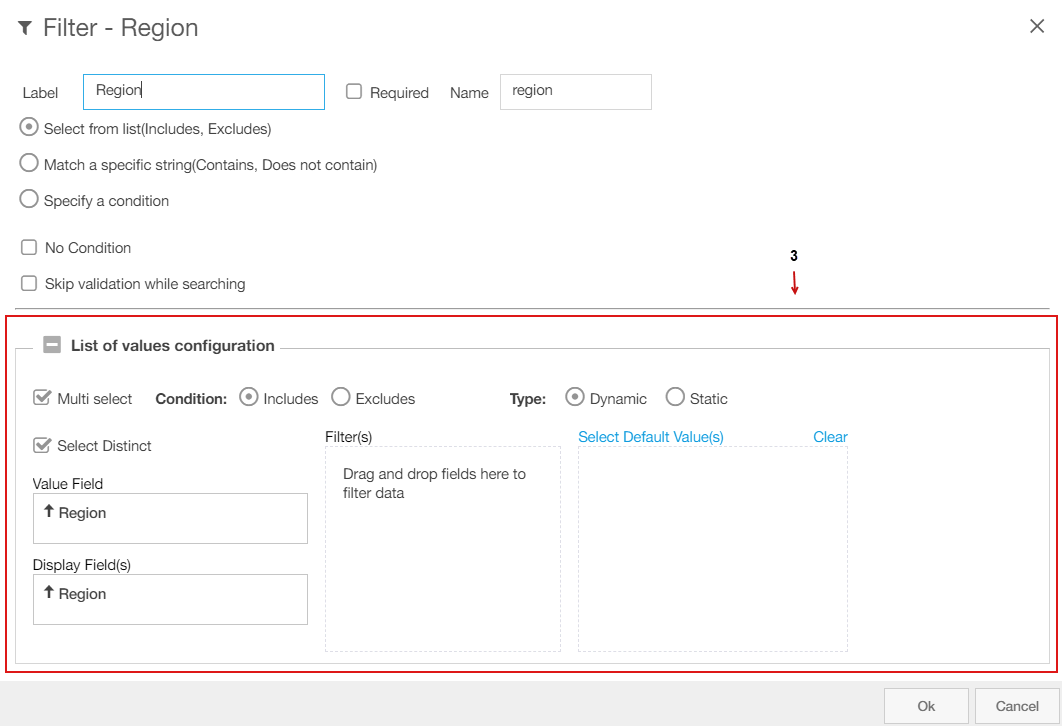 Filter - Region
Label Region Required Name region
Select from list(Includes, Excludes)
Match a specific string(Contains, Does not contain)
Specify a condition
No Condition
3
Skip validation while searching
List of values configuration
Multi select Condition: Includes Excludes Type: Dynamic Static
Select Distinct Filter(s) Select Default Value(s) Clear
Drag and drop fields here to
filter data
Value Field
Region
Display Field(s)
Region
Ok Cancel